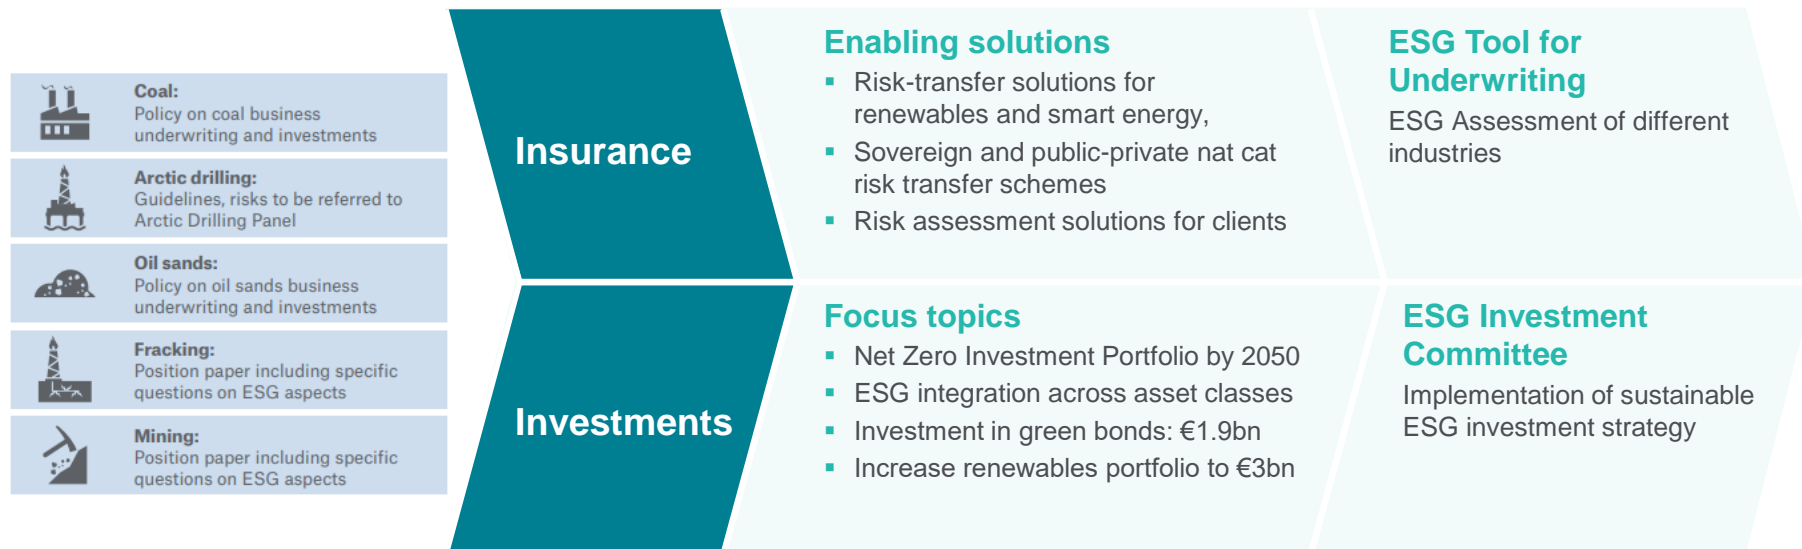 Coal:
Policy on coal business
underwriting and investments
Arctic drilling:
Guidelines, risks to be referred to
Arctic Drilling Panel
Oil sands:
Policy on oil sands business
underwriting and investments
Fracking:
Position paper including specific
questions on ESG aspects
Mining:
Position paper including specific
questions on ESG aspects
Insurance
Enabling solutions
▪ Risk-transfer solutions for
renewables and smart energy,
▪ Sovereign and public-private nat cat
risk transfer schemes
▪ Risk assessment solutions for clients
ESG Tool for
Underwriting
ESG Assessment of different
industries
Investments
Focus topics
▪ Net Zero Investment Portfolio by 2050
▪ ESG integration across asset classes
▪ Investment in green bonds: €1.9bn
▪ Increase renewables portfolio to €3bn
ESG Investment
Committee
Implementation of sustainable
ESG investment strategy